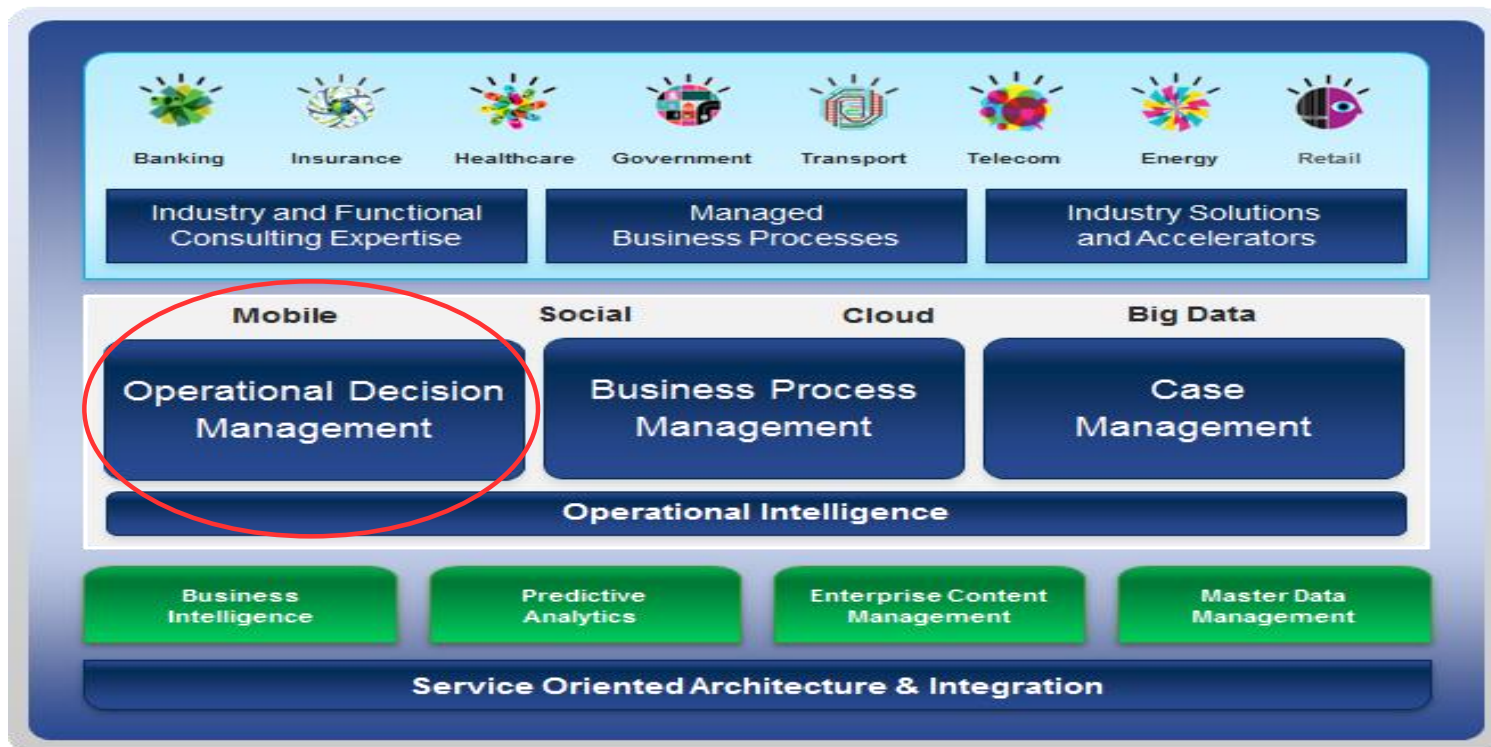 Banking Insurance Healthcare Government Transport Telecom Energy Retail
Industry and Functional
Consulting Expertise
Managed
Business Processes
Industry Solutions
and Accelerators
Mobile Social Cloud Big Data
Operational Decision
Management
Business Process
Management
Case
Management
Operational Intelligence
Business
Intelligence
Predictive
Analytics
Enterprise Content
Management
Master Data
Management
Service Oriented Architecture & Integration